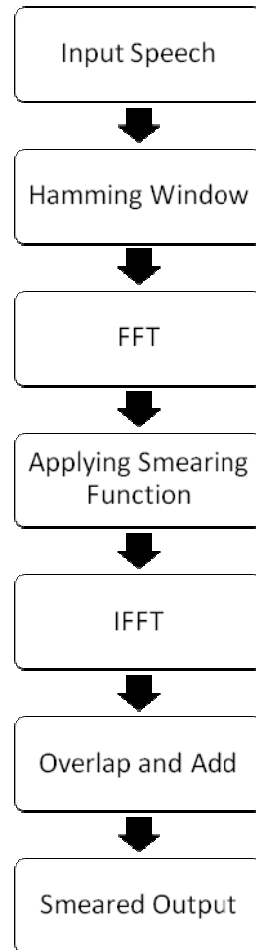 Input Speech
Hamming Window
FFT
Applying Smearing
Function
IFFT
Overlap and Add
Smeared Output